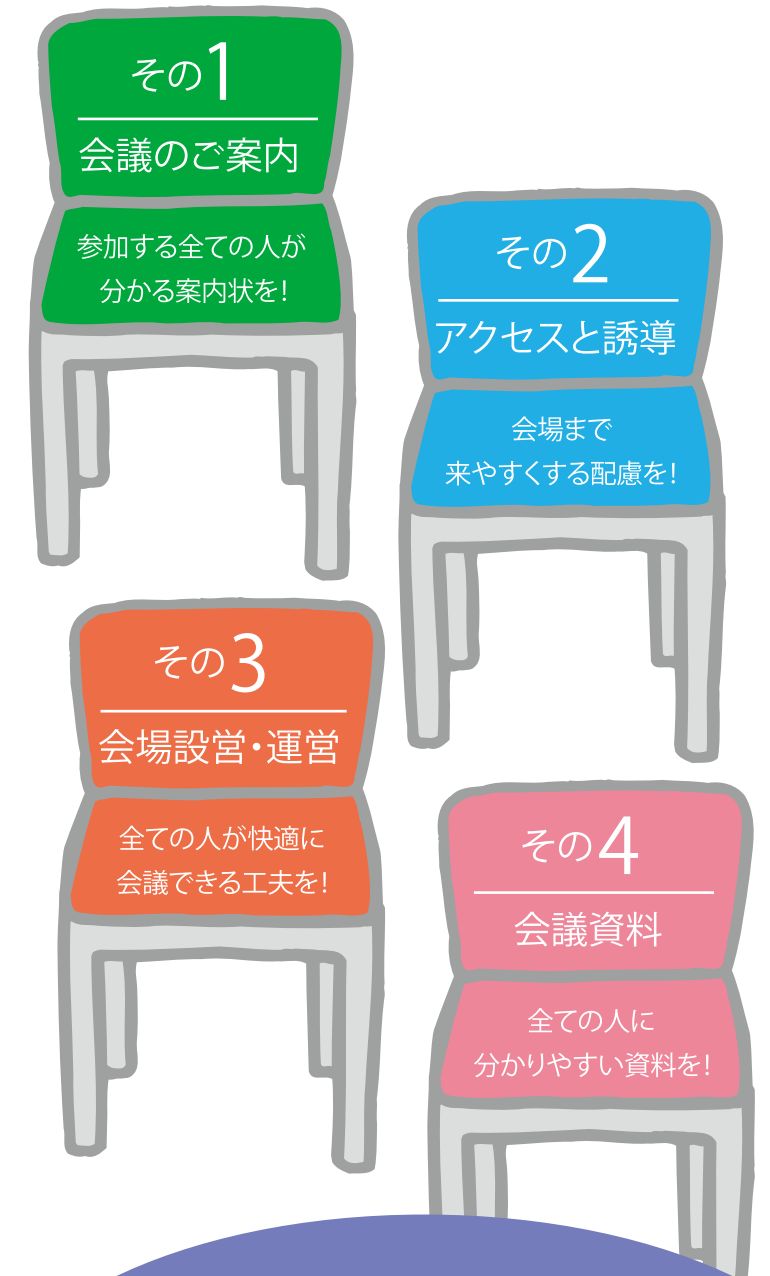 その1
会議のご案内
参加する全ての人が
分かる案内状を!
その2
アクセスと誘導
会場まで
来やすくする配慮を!
その3
会場設営・運営
全ての人が快適に
会議できる工夫を!
その4
会議資料
全ての人に
分かりやすい資料を!